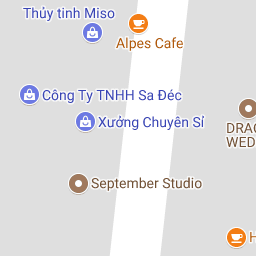 Thủy tinh Miso
Alpes Cafe
Công Ty TNHH Sa Đéc
Xưởng Chuyên Sỉ
DRAG
WED
September Studio
H